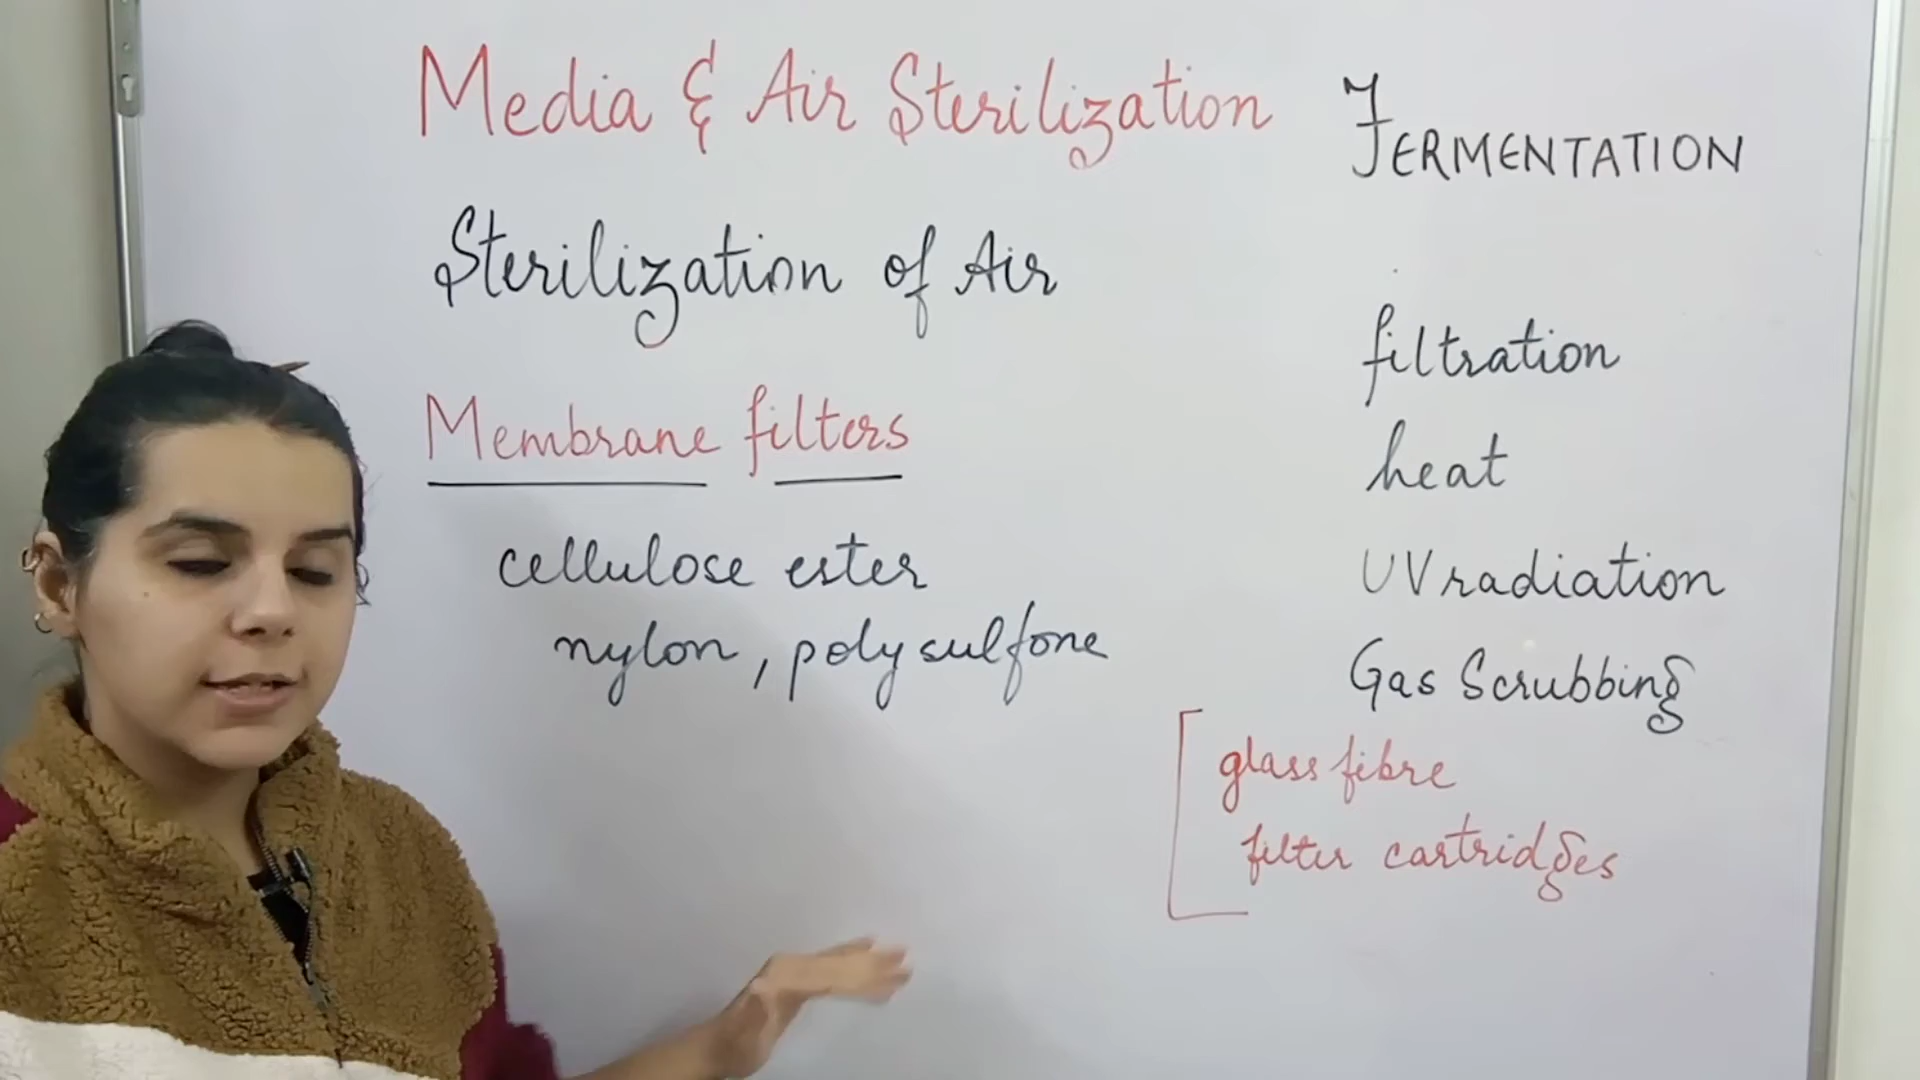 Media & Air Sterilization
FERMENTATION
Sterilization of Air
Membrane filters
cellulose ester
nylon, polysulfone
filtration
heat
UV radiation
Gas Scrubbing
glass fibre
filter cartridges